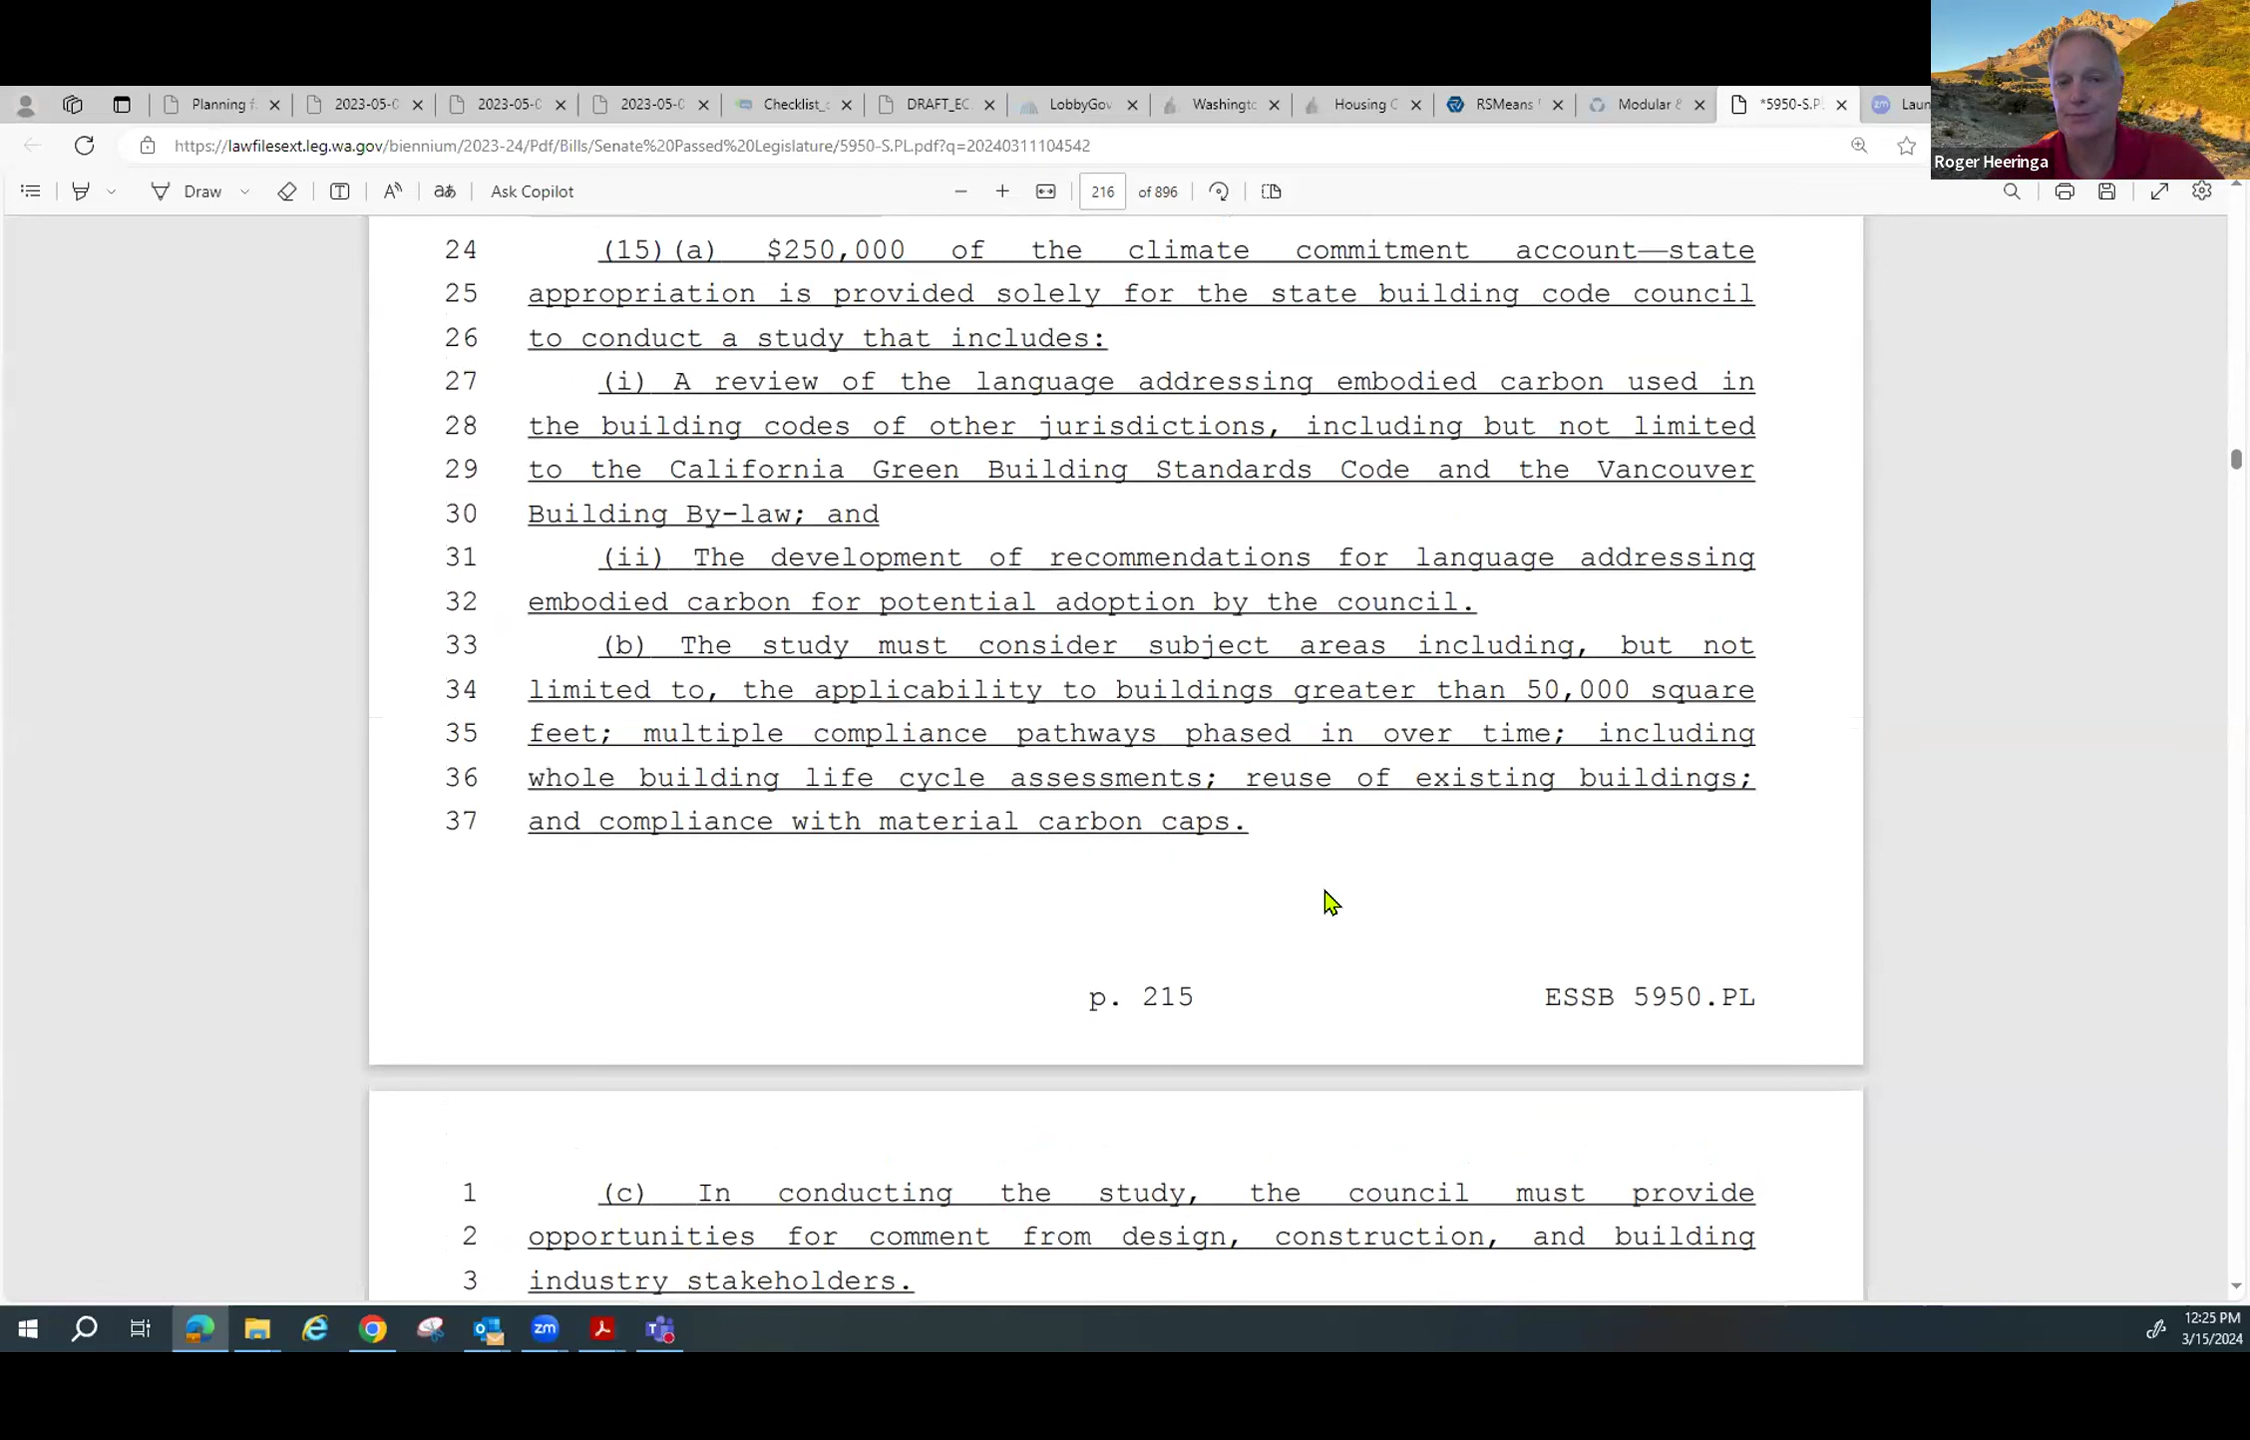 Planning f
2023-05-0
2023-05-0
2023-05-0
Checklist_
DRAFT_EC
LobbyGov
Washingto
Housing C
RSMeans
Modular &
*5950-S.P
Laun
https://lawfilesext.leg.wa.gov/biennium/2023-24/Pdf/Bills/Senate%20Passed%20Legislature/5950-S.PL.pdf?q=20240311104542
Roger Heeringa
Draw
Ask Copilot
216 of 896
24 (15)(a) $250,000 of the climate commitment account—state
25 appropriation is provided solely for the state building code council
26 to conduct a study that includes:
27 (i) A review of the language addressing embodied carbon used in
28 the building codes of other jurisdictions, including but not limited
29 to the California Green Building Standards Code and the Vancouver
30 Building By-law; and
31 (ii) The development of recommendations for language addressing
32 embodied carbon for potential adoption by the council.
33 (b) The study must consider subject areas including, but not
34 limited to, the applicability to buildings greater than 50,000 square
35 feet; multiple compliance pathways phased in over time; including
36 whole building life cycle assessments; reuse of existing buildings;
37 and compliance with material carbon caps.
p. 215 ESSB 5950.PL
1 (c) In conducting the study, the council must provide
2 opportunities for comment from design, construction, and building
3 industry stakeholders.
zm
12:25 PM
3/15/2024